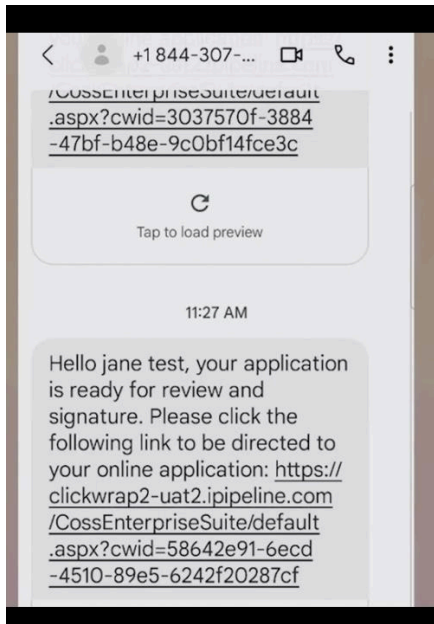 +1 844-307-...
/CossEnterpriseSuite/default
.aspx?cwid=3037570f-3884
-47bf-b48e-9c0bf14fce3c
Tap to load preview
11:27 AM
Hello jane test, your application
is ready for review and
signature. Please click the
following link to be directed to
your online application: https://
clickwrap2-uat2.ipipeline.com
/CossEnterpriseSuite/default
.aspx?cwid=58642e91-6ecd
-4510-89e5-6242f20287cf